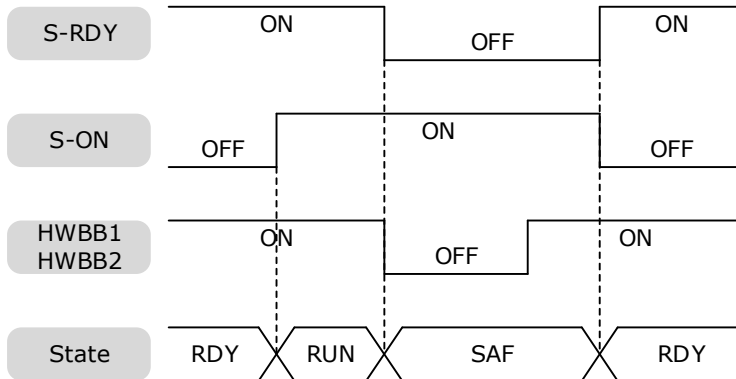 S-RDY
ON
OFF
ON
S-ON
OFF
ON
OFF
HWBB1
HWBB2
ON
OFF
ON
State
RDY
RUN
SAF
RDY